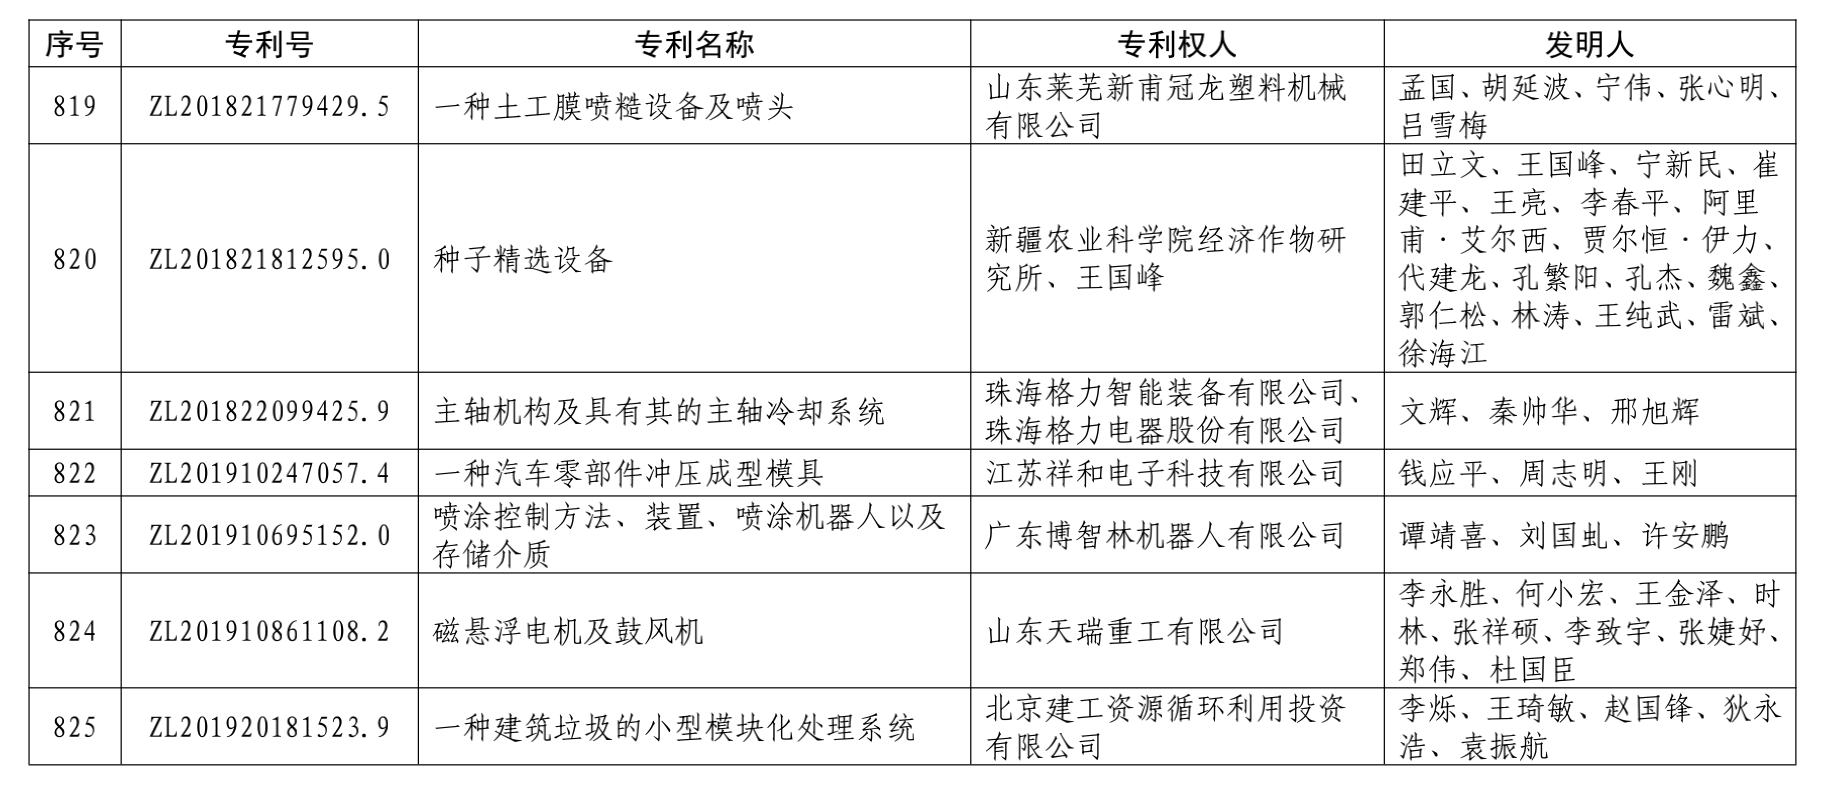 序号 专利号 专利名称 专利权人 发明人
819 ZL201821779429.5 一种土工膜喷糙设备及喷头 山东莱芜新甫冠龙塑料机械
有限公司 孟国、胡延波、宁伟、张心明、
吕雪梅
820 ZL201821812595.0 种子精选设备 新疆农业科学院经济作物研
究所、王国峰 田立文、王国峰、宁新民、崔
建平、王亮、李春平、阿里
甫·艾尔西、贾尔恒·伊力、
代建龙、孔繁阳、孔杰、魏鑫、
郭仁松、林涛、王纯武、雷斌、
徐海江
821 ZL201822099425.9 主轴机构及具有其的主轴冷却系统 珠海格力智能装备有限公司、
珠海格力电器股份有限公司 文辉、秦帅华、邢旭辉
822 ZL201910247057.4 一种汽车零部件冲压成型模具 江苏祥和电子科技有限公司 钱应平、周志明、王刚
823 ZL201910695152.0 喷涂控制方法、装置、喷涂机器人以及
存储介质 广东博智林机器人有限公司 谭靖喜、刘国虬、许安鹏
824 ZL201910861108.2 磁悬浮电机及鼓风机 山东天瑞重工有限公司 李永胜、何小宏、王金泽、时
林、张祥硕、李致宇、张婕妤、
郑伟、杜国臣
825 ZL201920181523.9 一种建筑垃圾的小型模块化处理系统 北京建工资源循环利用投资
有限公司 李烁、王琦敏、赵国锋、狄永
浩、袁振航